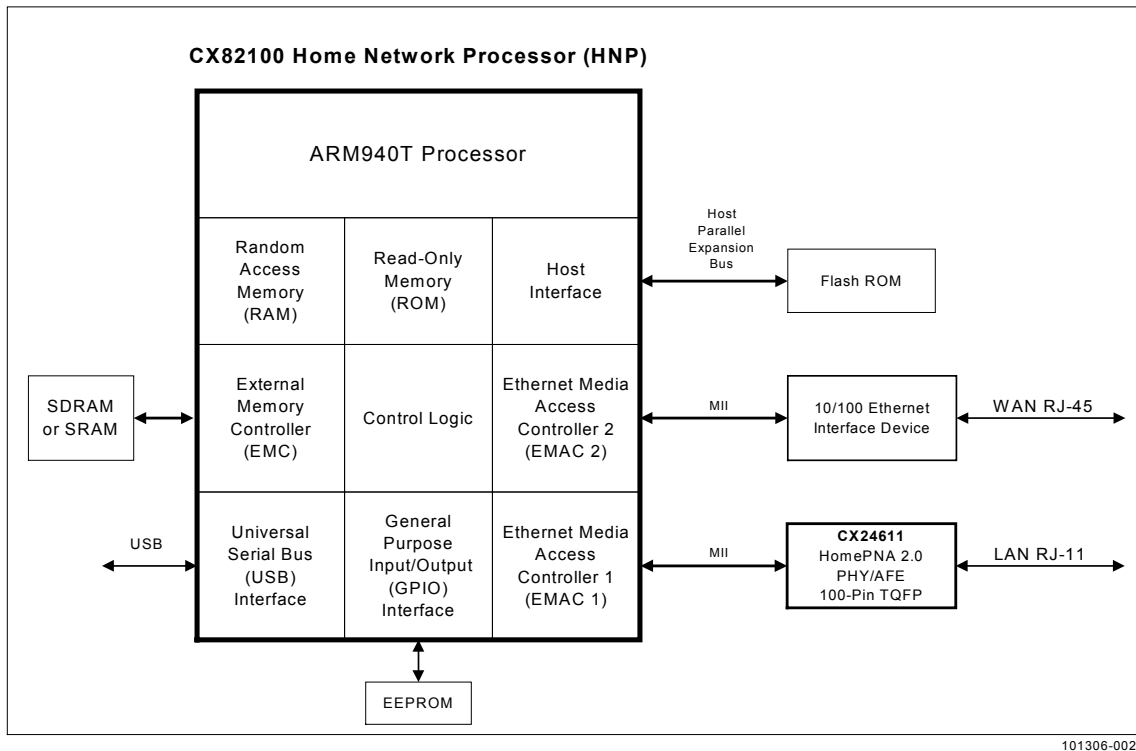 CX82100 Home Network Processor (HNP)
ARM940T Processor
Random
Access
Memory
(RAM)
Read-Only
Memory
(ROM)
Host
Interface
Host
Parallel
Expansion
Bus
Flash ROM
SDRAM
or SRAM
External
Memory
Controller
(EMC)
Control Logic
Ethernet Media
Access
Controller 2
(EMAC 2)
MII
10/100 Ethernet
Interface Device
WAN RJ-45
USB
Universal
Serial Bus
(USB)
Interface
General
Purpose
Input/Output
(GPIO)
Interface
Ethernet Media
Access
Controller 1
(EMAC 1)
MII
CX24611
HomePNA 2.0
PHY/AFE
100-Pin TQFP
LAN RJ-11
EEPROM
101306-002